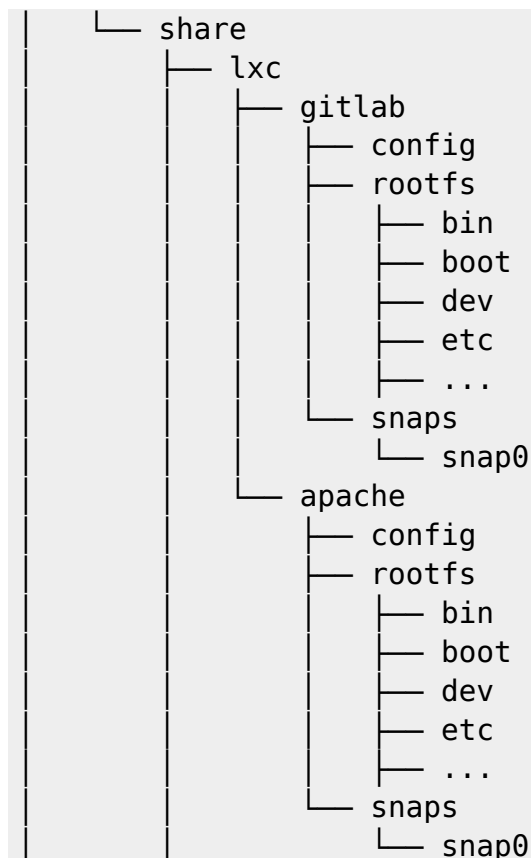 │   └── share
│       ├── lxc
│       │   ├── gitlab
│       │   │   ├── config
│       │   │   ├── rootfs
│       │   │   │   ├── bin
│       │   │   │   ├── boot
│       │   │   │   ├── dev
│       │   │   │   ├── etc
│       │   │   │   ├── ...
│       │   │   └── snaps
│       │   │       └── snap0
│       │   └── apache
│       │       ├── config
│       │       ├── rootfs
│       │       │   ├── bin
│       │       │   ├── boot
│       │       │   ├── dev
│       │       │   ├── etc
│       │       │   ├── ...
│       │       └── snaps
│       │           └── snap0